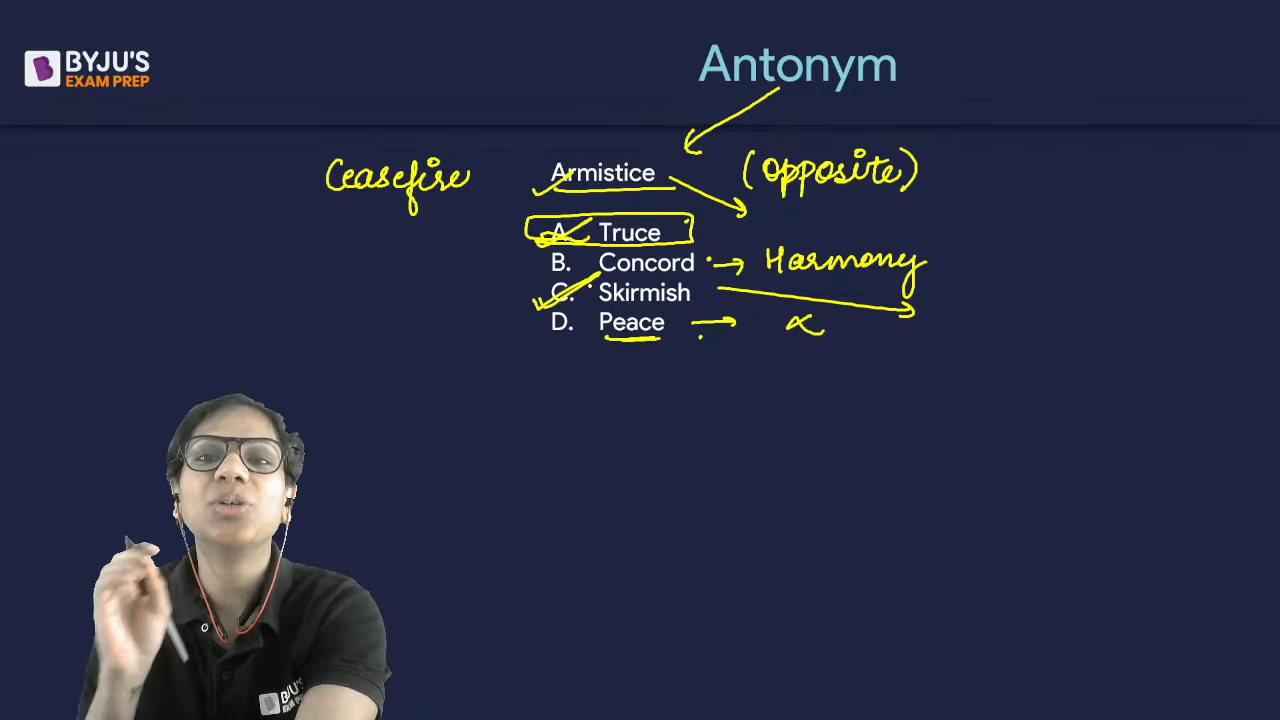 BYJU'S
EXAM PREP
Antonym
Ceasefire Armistice (Opposite)
A. Truce
B. Concord → Harmony
C. Skirmish
D. Peace →
BYJU'S